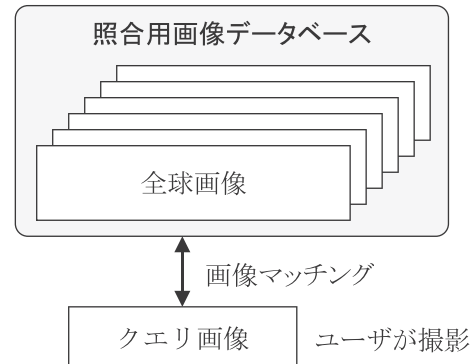 照合用画像データベース
全球画像
画像マッチング
クエリ画像
ユーザが撮影